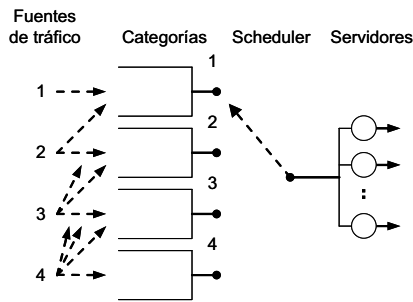 Fuentes
de tráfico
Categorías
Scheduler
Servidores
1
1
2
2
3
3
4
4
: